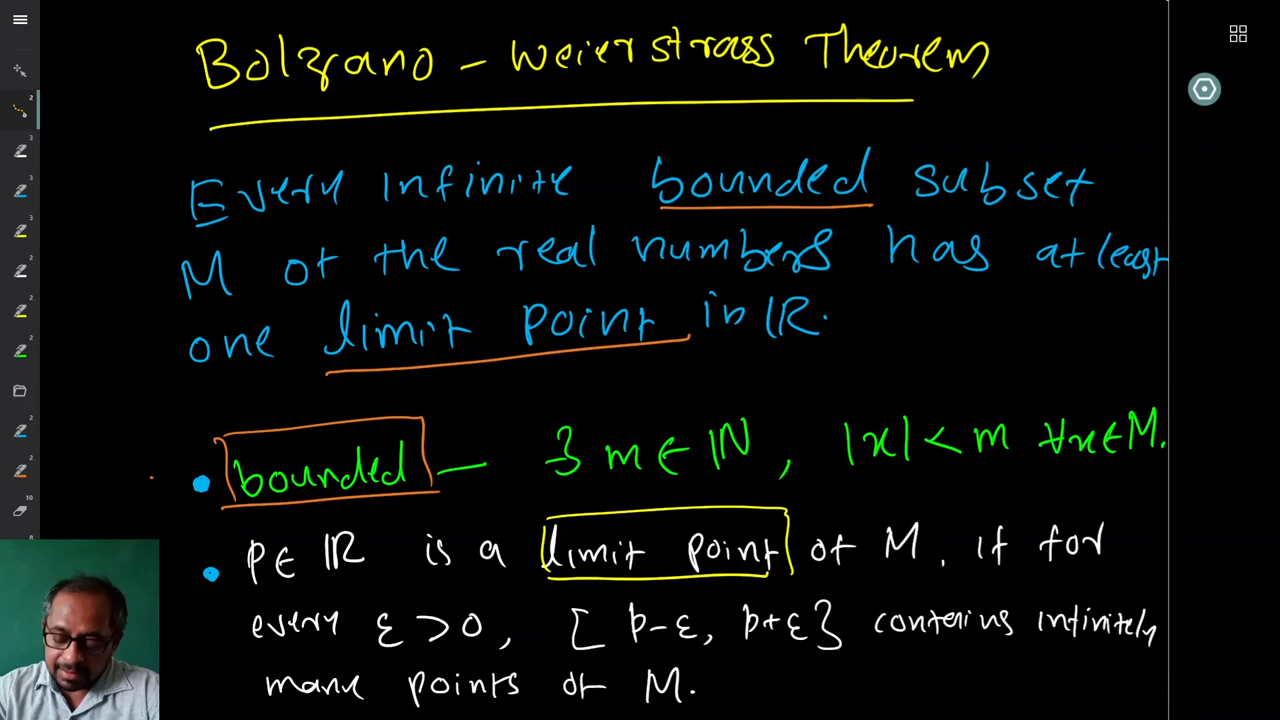 Bolzano - Weierstrass Theorem
Every infinite bounded subset
M of the real numbers has atleast
one limit point in ℝ.
bounded — ∃ m ∈ ℕ, |x| < m ∀x∈M.
p∈ ℝ is a limit point of M, if for
every ε > 0, [p-ε, p+ε] contains infinitely
many points of M.